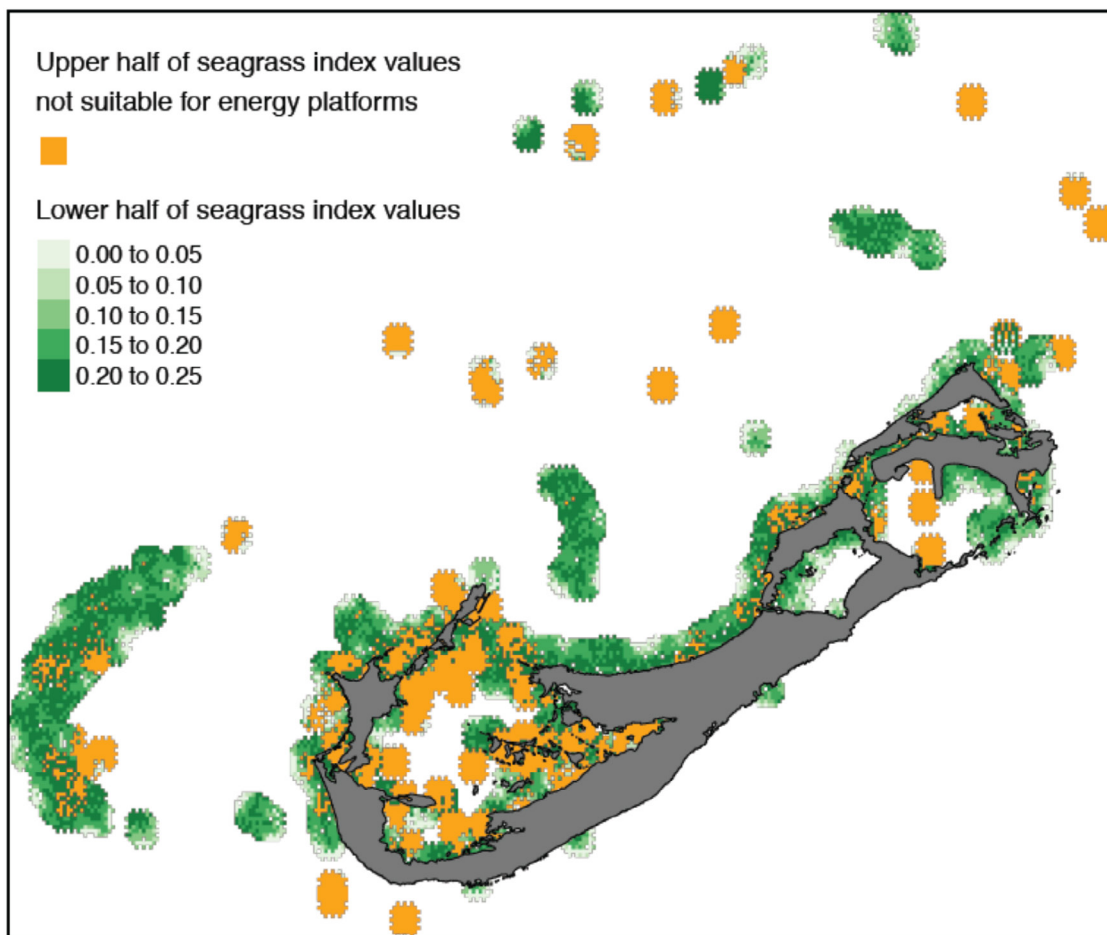 Upper half of seagrass index values
not suitable for energy platforms
Lower half of seagrass index values
0.00 to 0.05
0.05 to 0.10
0.10 to 0.15
0.15 to 0.20
0.20 to 0.25